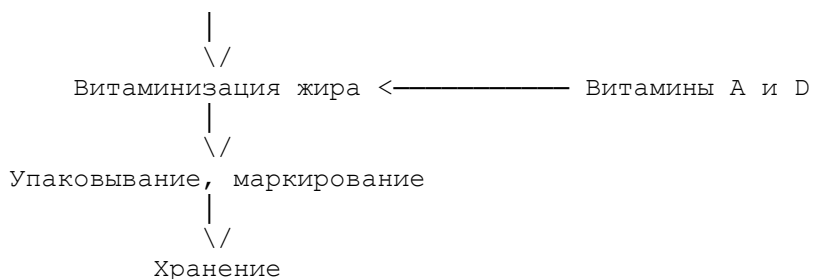 Витаминизация жира <─────────── Витамины A и D
Упаковывание, маркирование
Хранение